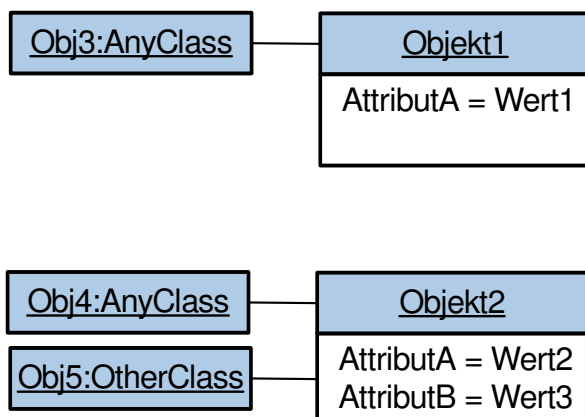 Obj3:AnyClass
Objekt1
AttributA = Wert1
Obj4:AnyClass
Objekt2
Obj5:OtherClass
AttributA = Wert2
AttributB = Wert3